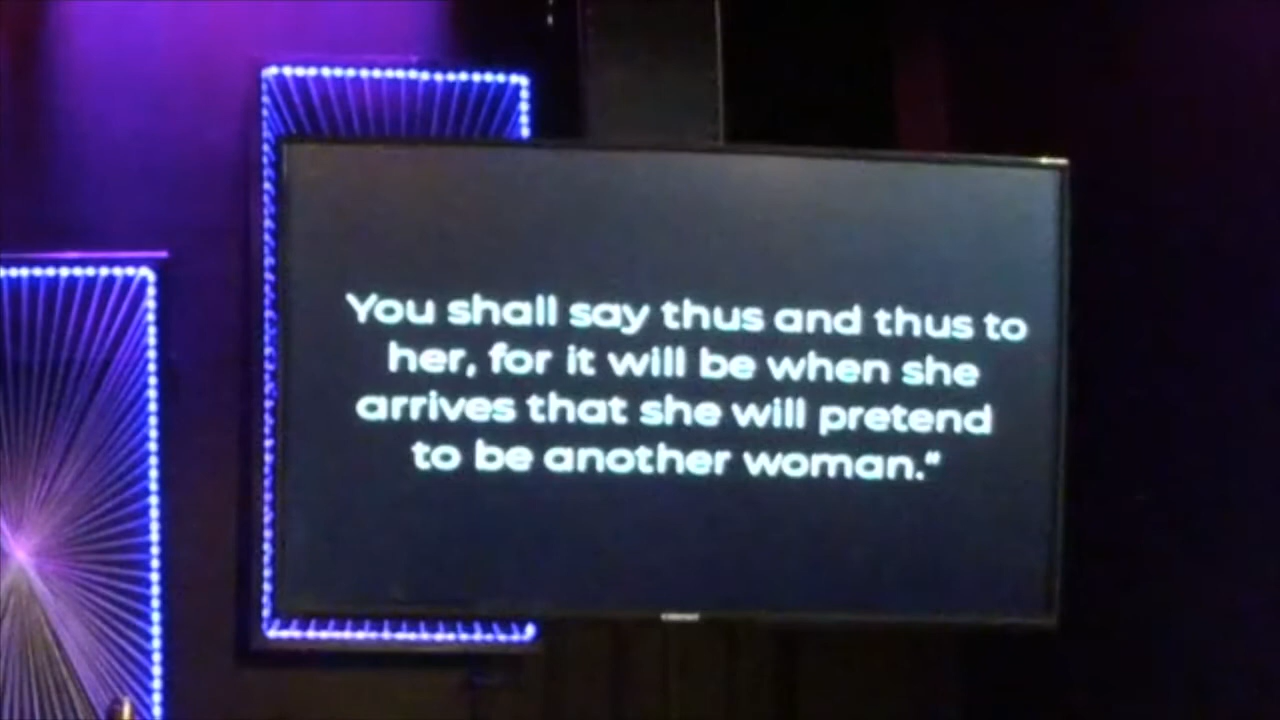 You shall say thus and thus to
her, for it will be when she
arrives that she will pretend
to be another woman."